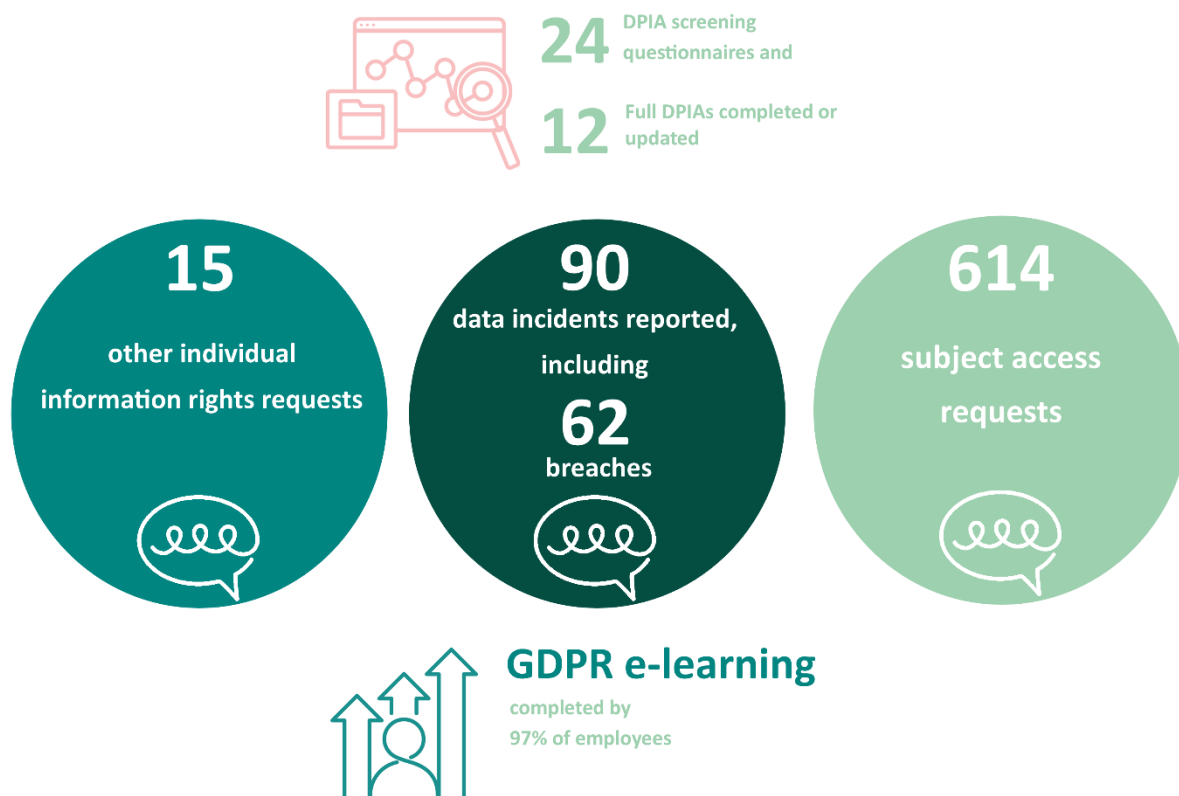 24
DPIA screening
questionnaires and
12
Full DPIAs completed or
updated
15
other individual
information rights requests
90
data incidents reported,
including
62
breaches
614
subject access
requests
GDPR e-learning
completed by
97% of employees